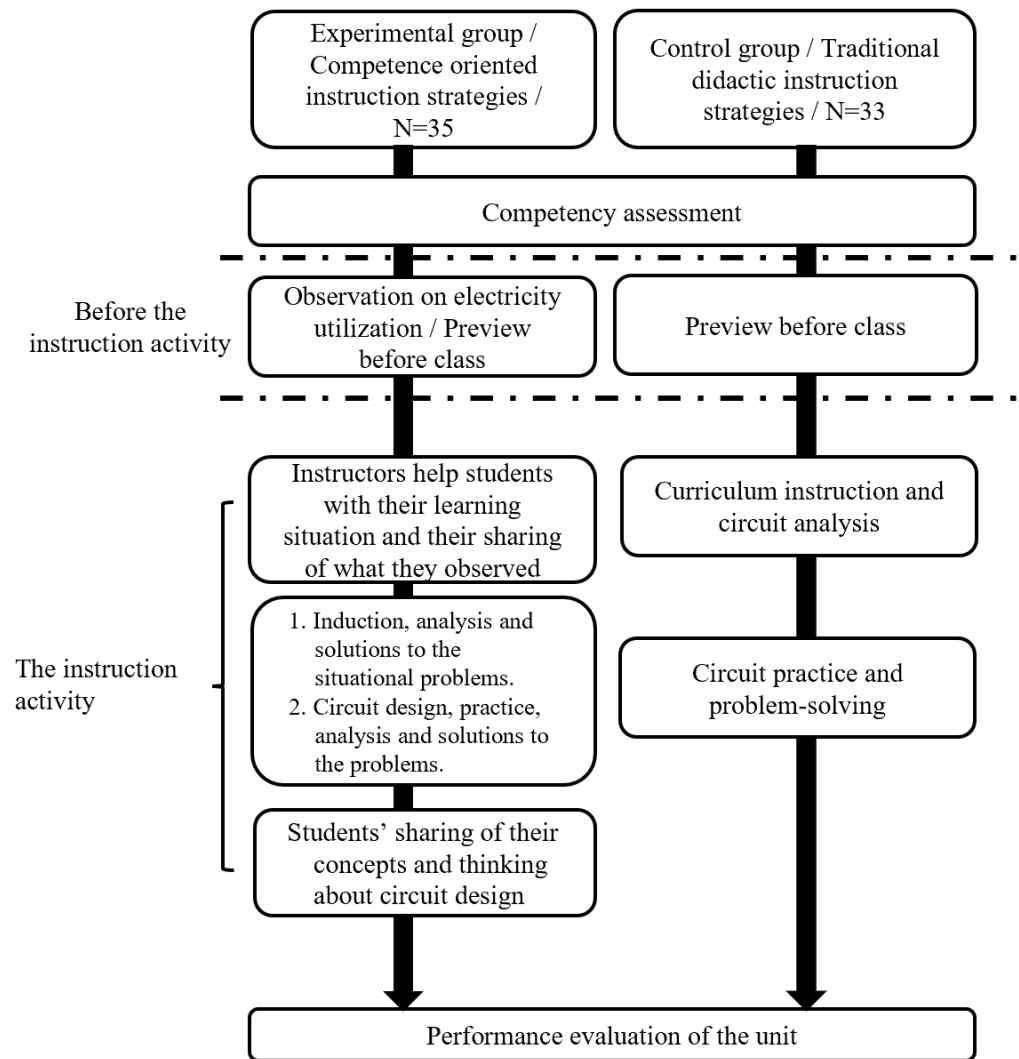 Experimental group /
Competence oriented
instruction strategies /
N=35
Control group / Traditional
didactic instruction
strategies / N=33
Competency assessment
Before the
instruction activity
Observation on electricity
utilization / Preview
before class
Preview before class
The instruction
activity
Instructors help students
with their learning
situation and their sharing
of what they observed
Curriculum instruction and
circuit analysis
1. Induction, analysis and
solutions to the
situational problems.
2. Circuit design, practice,
analysis and solutions to
the problems.
Circuit practice and
problem-solving
Students’ sharing of their
concepts and thinking
about circuit design
Performance evaluation of the unit